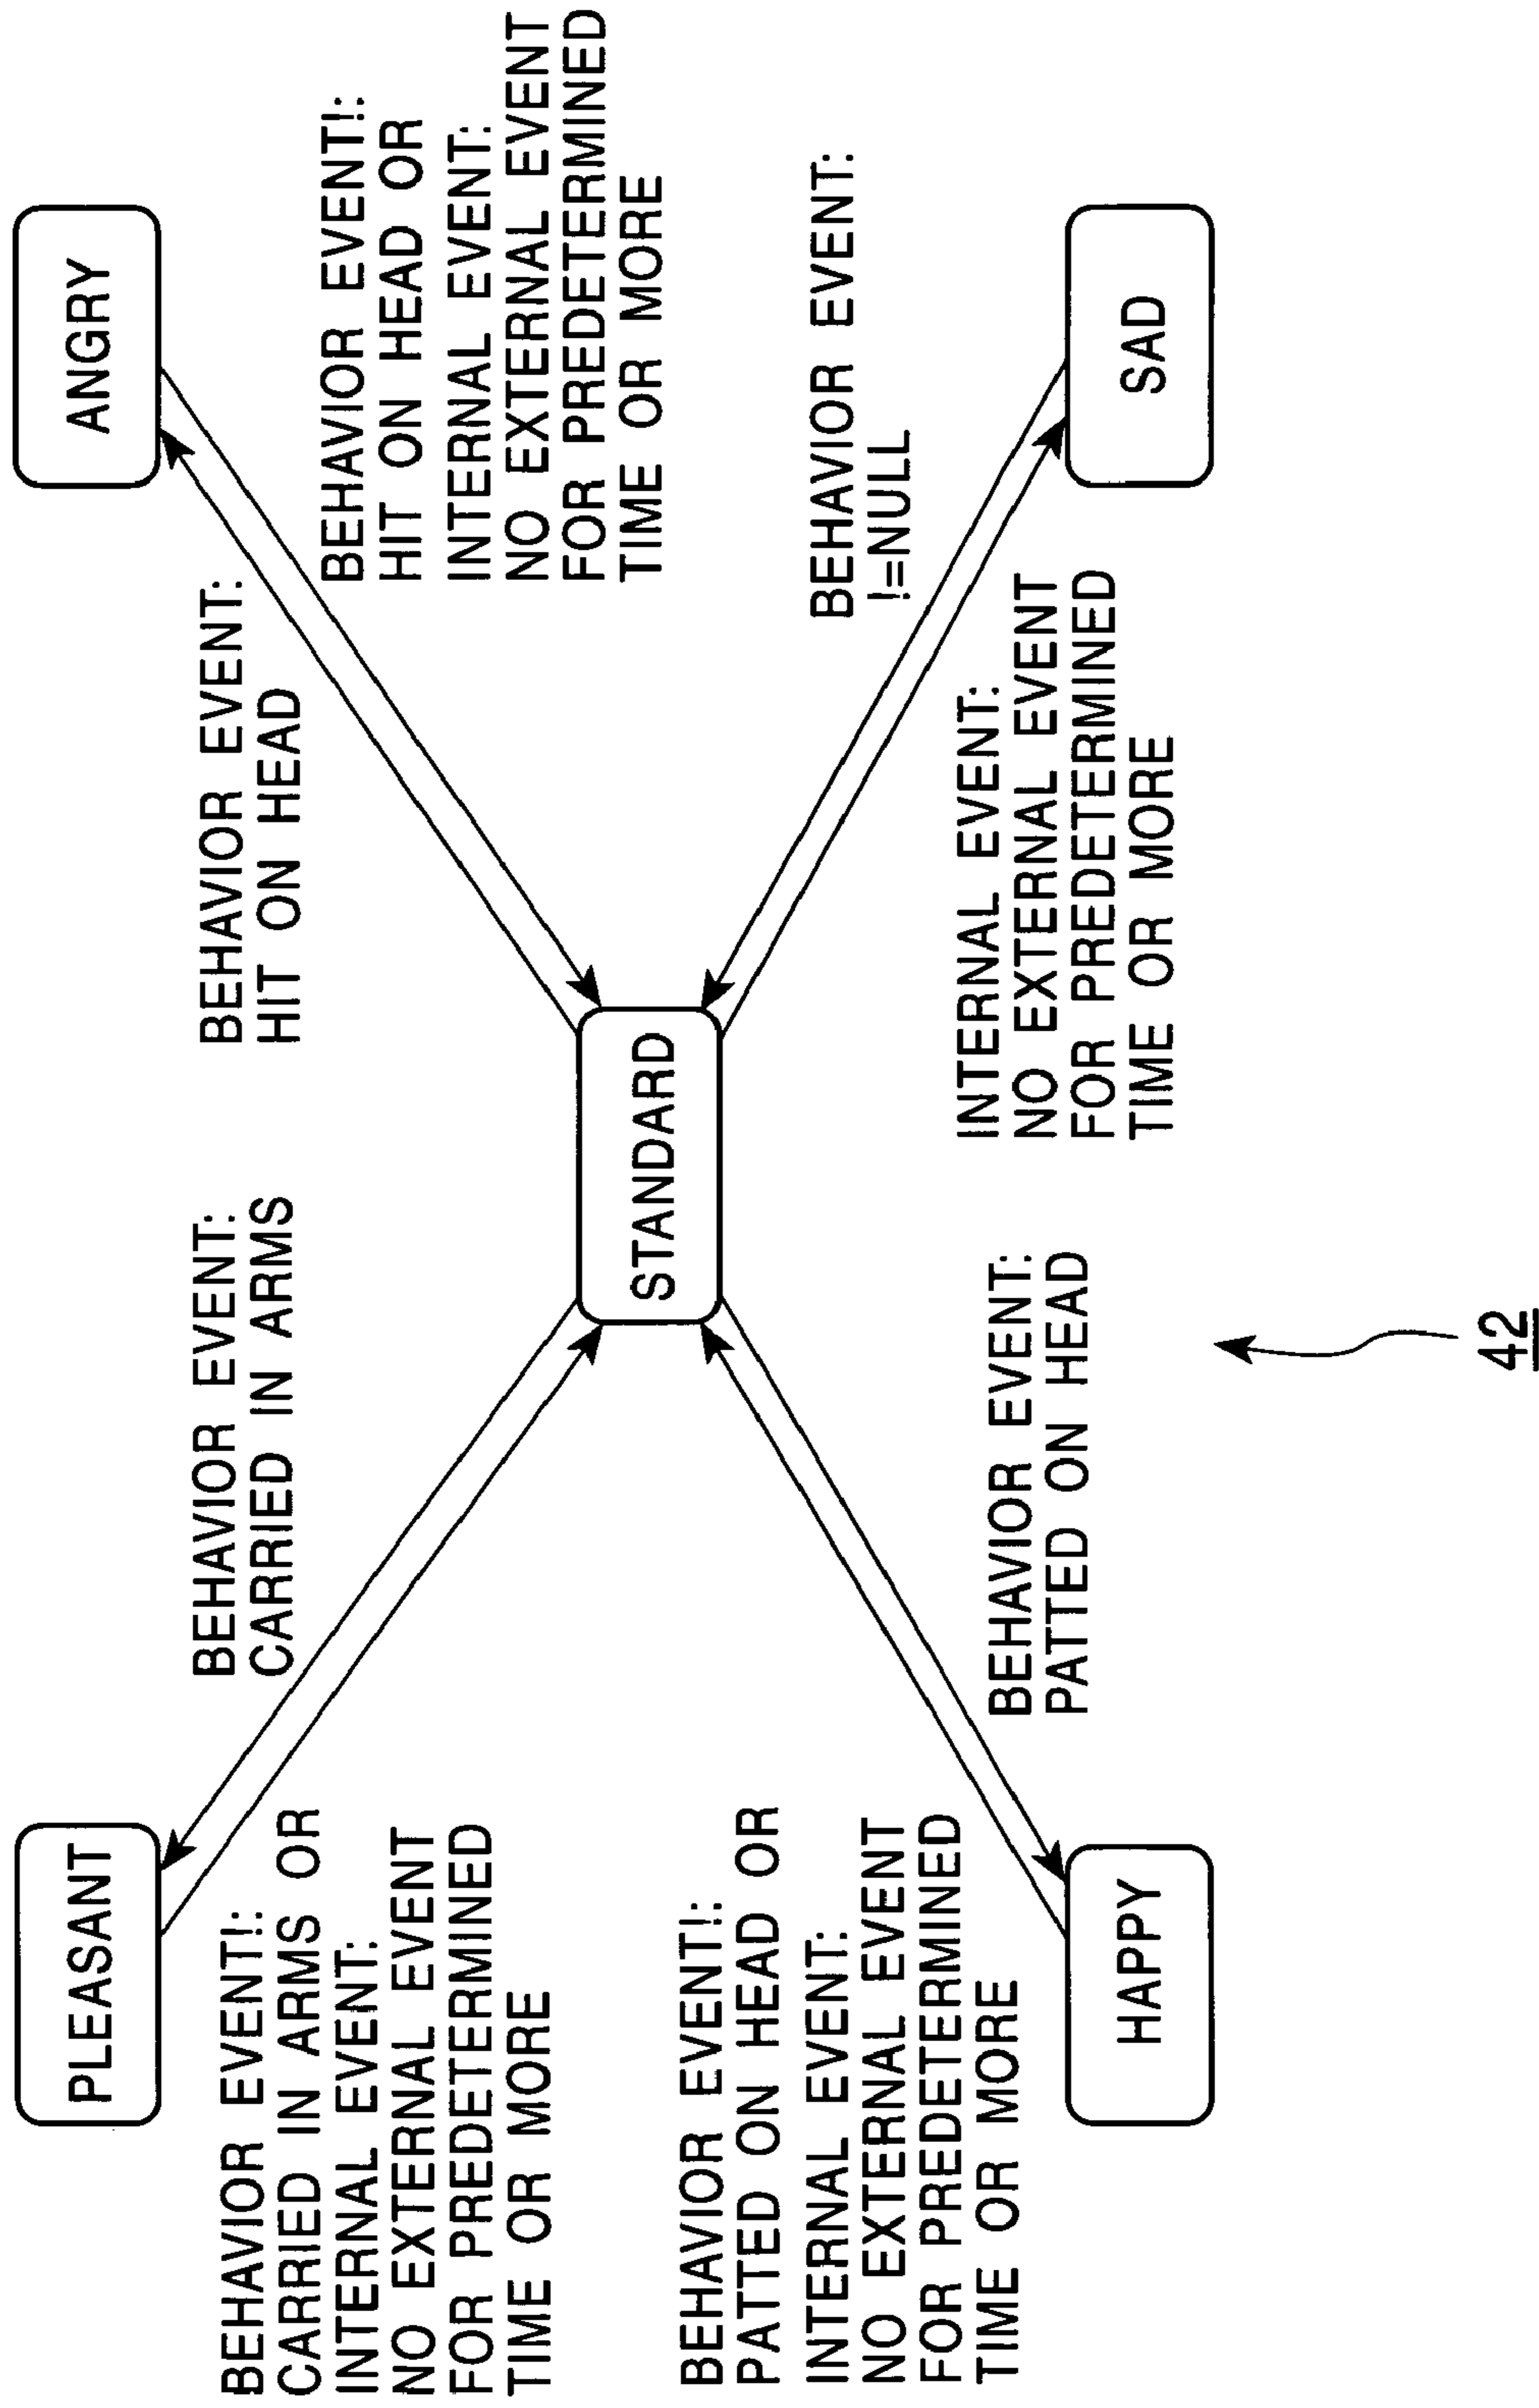 PLEASANT
BEHAVIOR EVENT!:
CARRIED IN ARMS OR
INTERNAL EVENT:
NO EXTERNAL EVENT
FOR PREDETERMINED
TIME OR MORE
BEHAVIOR EVENT:
CARRIED IN ARMS
ANGRY
BEHAVIOR EVENT:
HIT ON HEAD
BEHAVIOR EVENT!:
HIT ON HEAD OR
INTERNAL EVENT:
NO EXTERNAL EVENT
FOR PREDETERMINED
TIME OR MORE
STANDARD
BEHAVIOR EVENT!:
PATTED ON HEAD OR
INTERNAL EVENT:
NO EXTERNAL EVENT
FOR PREDETERMINED
TIME OR MORE
HAPPY
BEHAVIOR EVENT:
PATTED ON HEAD
BEHAVIOR EVENT:
!=NULL
INTERNAL EVENT:
NO EXTERNAL EVENT
FOR PREDETERMINED
TIME OR MORE
SAD
42